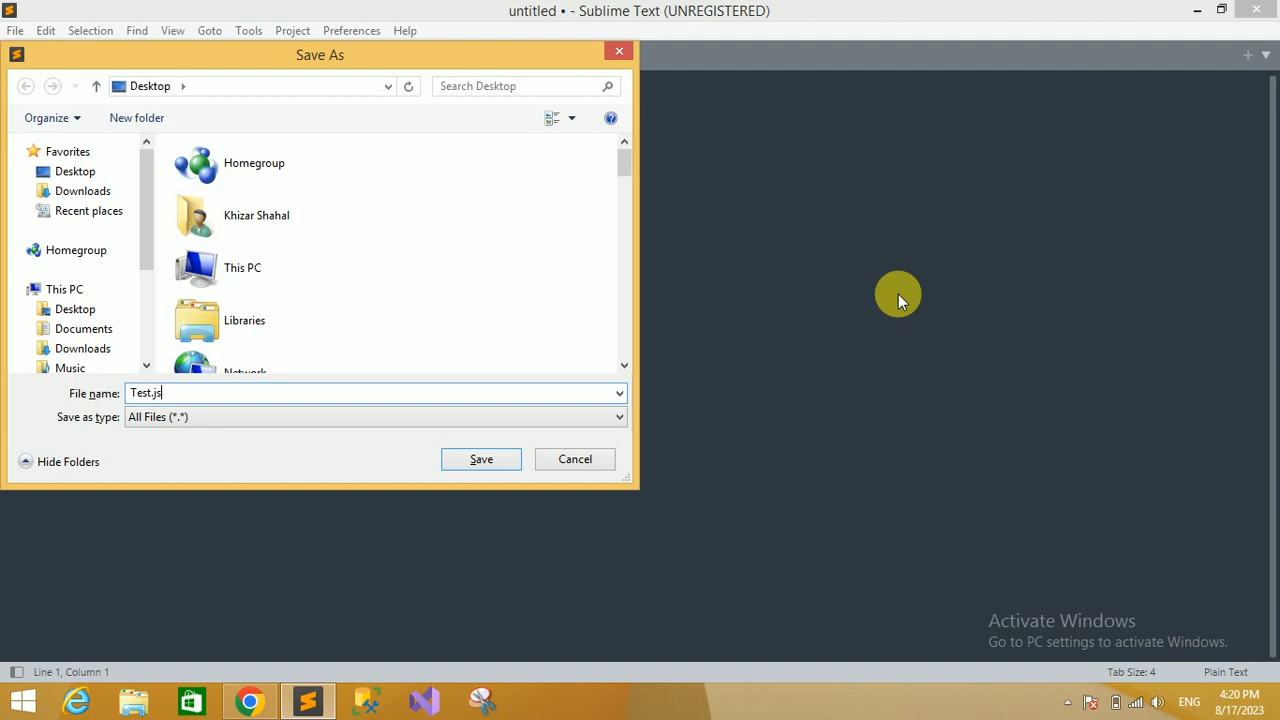 untitled • - Sublime Text (UNREGISTERED)
File Edit Selection Find View Goto Tools Project Preferences Help
Save As
Desktop
Search Desktop
Organize
New folder
Favorites
Desktop
Downloads
Recent places
Homegroup
This PC
Desktop
Documents
Downloads
Music
Homegroup
Khizar Shahal
This PC
Libraries
Network
File name: Test.js
Save as type: All Files (*.*)
Hide Folders
Save
Cancel
Activate Windows
Go to PC settings to activate Windows.
Line 1, Column 1
Tab Size: 4
Plain Text
ENG
4:20 PM
8/17/2023